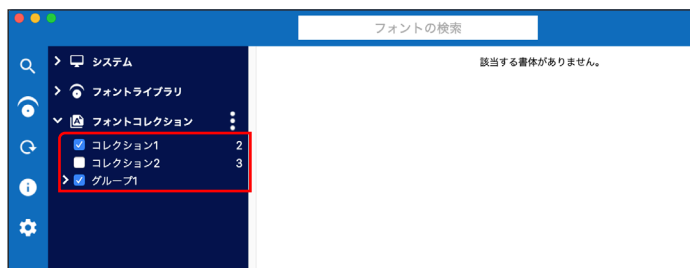 フォントの検索
システム
フォントライブラリ
フォントコレクション
コレクション1 2
コレクション2 3
グループ1
該当する書体がありません。